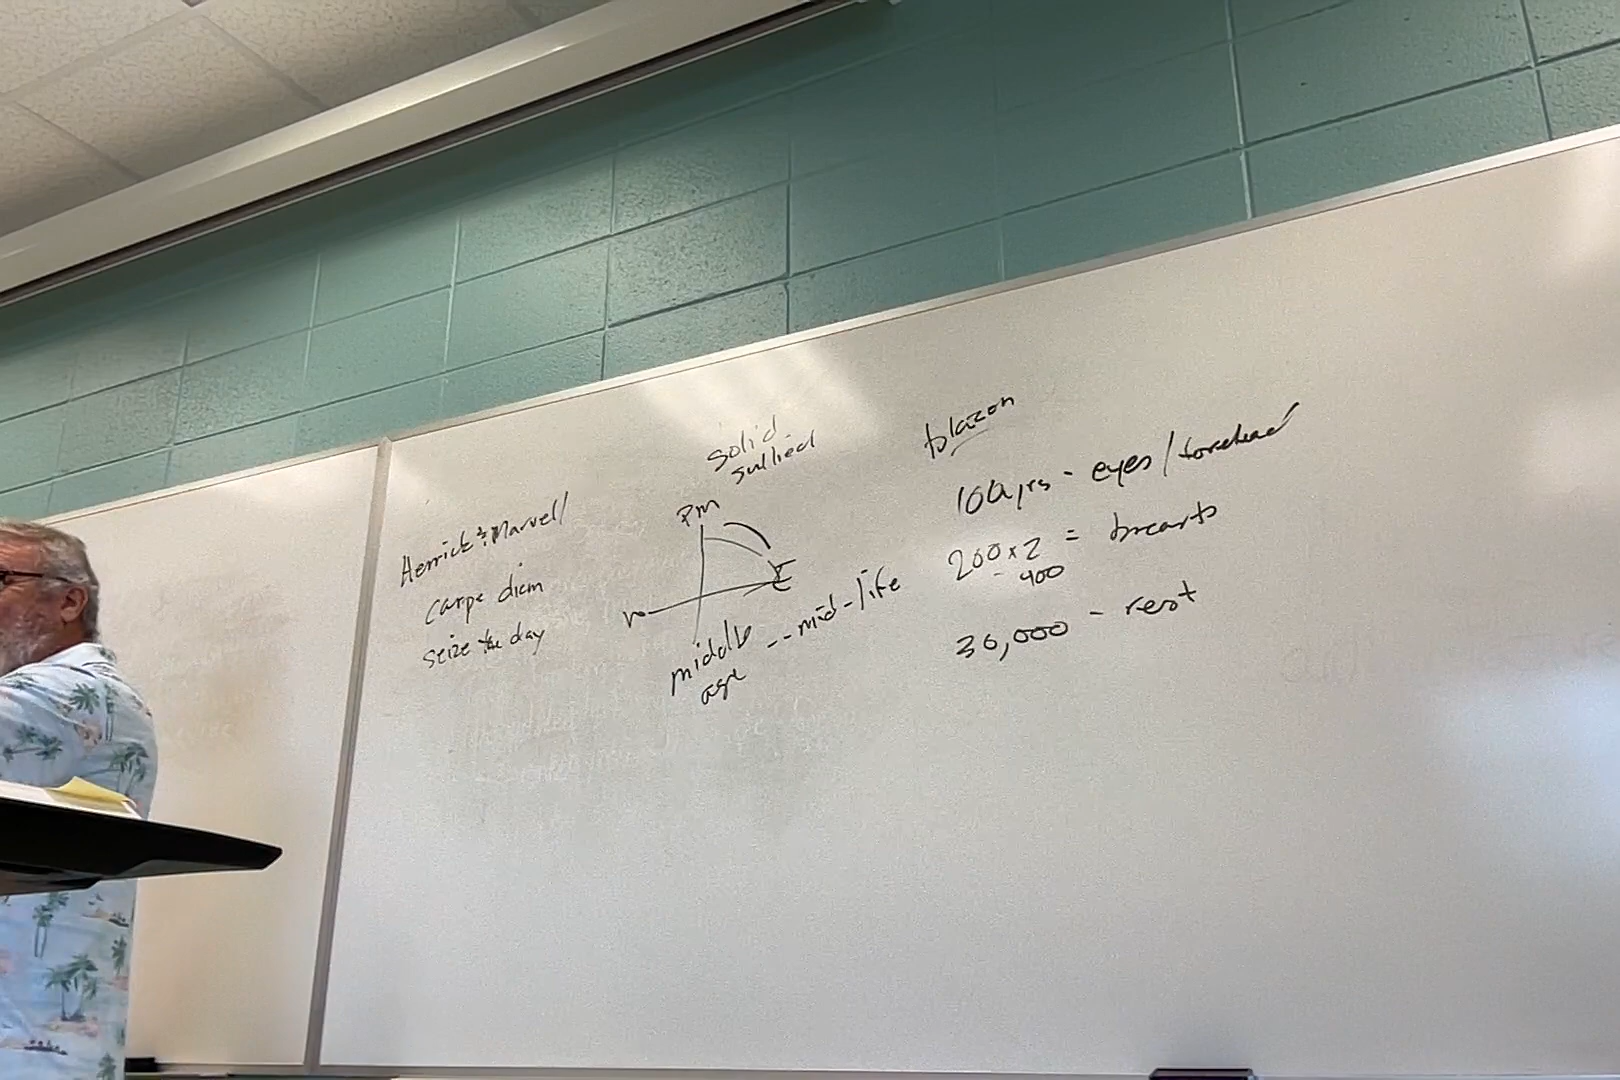 Herrick & Marvell
carpe diem
seize the day
solid
sullied
PM
E
middle
age -- mid-life
blazon
100 yrs - eyes / forehead
200 x 2 = breasts
- 400
30,000 - rest